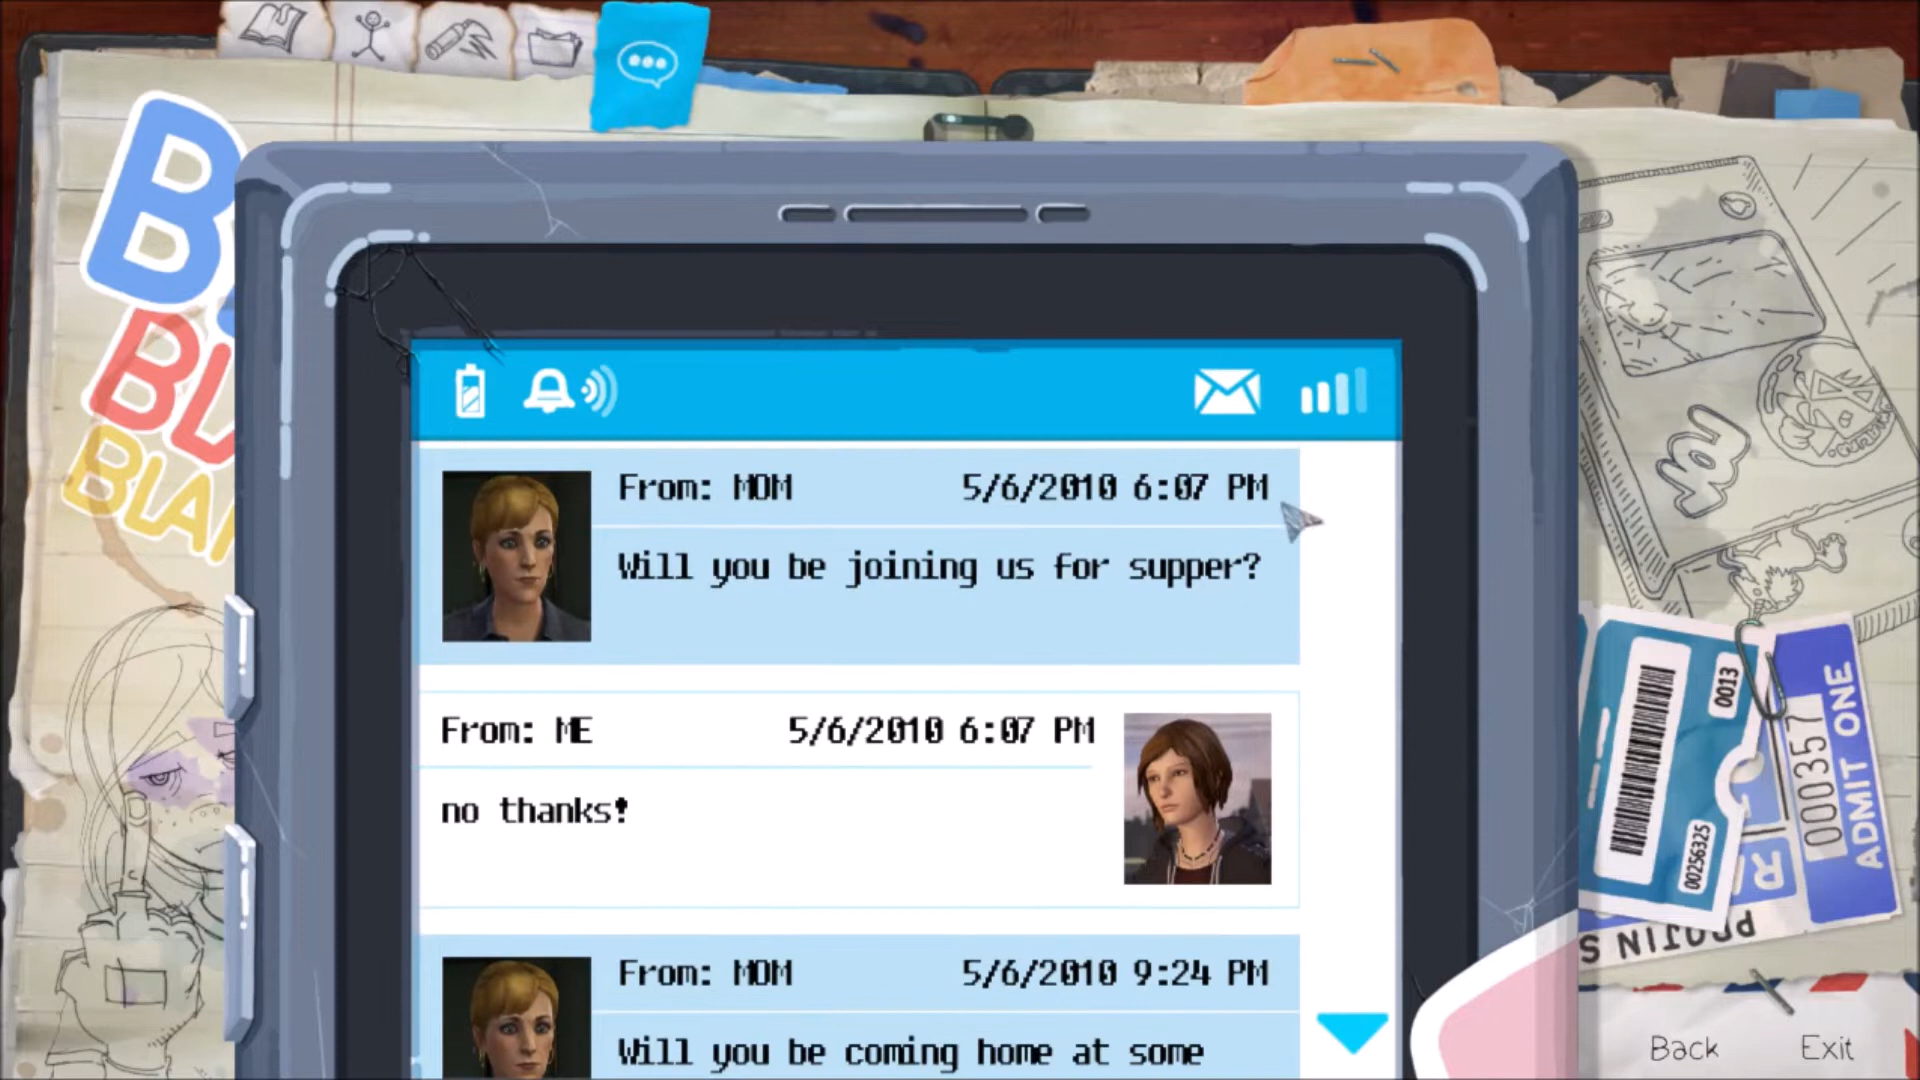 From: MOM 5/6/2010 6:07 PM
Will you be joining us for supper?
From: ME 5/6/2010 6:07 PM
no thanks!
From: MOM 5/6/2010 9:24 PM
Will you be coming home at some
0013
00256325
000357
ADMIT ONE
Back Exit